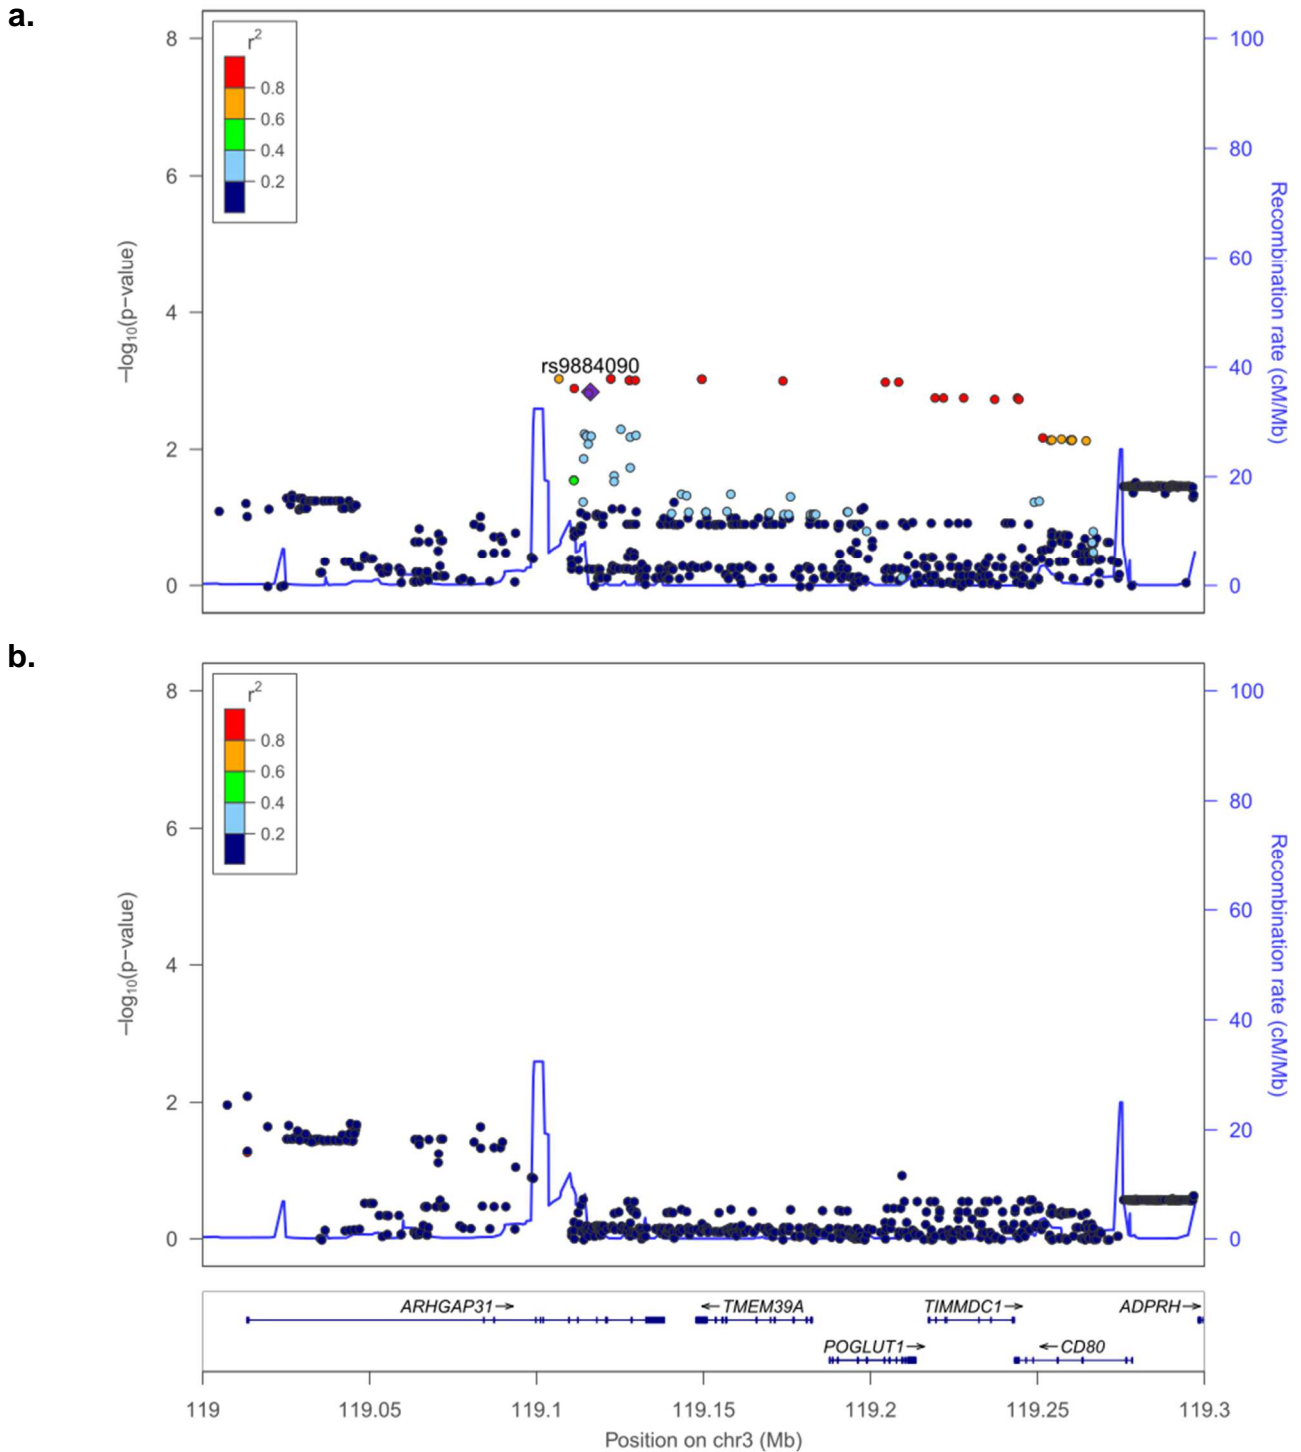 a.
r2
0.8
0.6
0.4
0.2
8
6
4
2
0
−log10(p−value)
100
80
60
40
20
0
Recombination rate (cM/Mb)
rs9884090
b.
r2
0.8
0.6
0.4
0.2
8
6
4
2
0
−log10(p−value)
100
80
60
40
20
0
Recombination rate (cM/Mb)
ARHGAP31→ ←TMEM39A TIMMDC1→ ADPRH→
POGLUT1→ ←CD80
119 119.05 119.1 119.15 119.2 119.25 119.3
Position on chr3 (Mb)